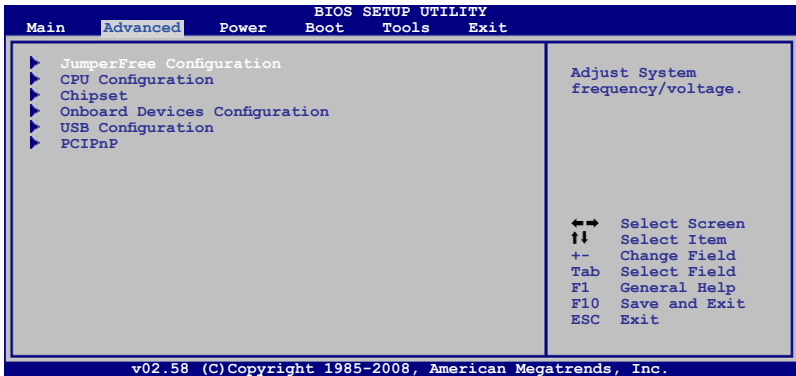 BIOS SETUP UTILITY
Main Advanced Power Boot Tools Exit
JumperFree Configuration
CPU Configuration
Chipset
Onboard Devices Configuration
USB Configuration
PCIPnP
Adjust System
frequency/voltage.
←→ Select Screen
↑↓ Select Item
+- Change Field
Tab Select Field
F1 General Help
F10 Save and Exit
ESC Exit
v02.58 (C)Copyright 1985-2008, American Megatrends, Inc.